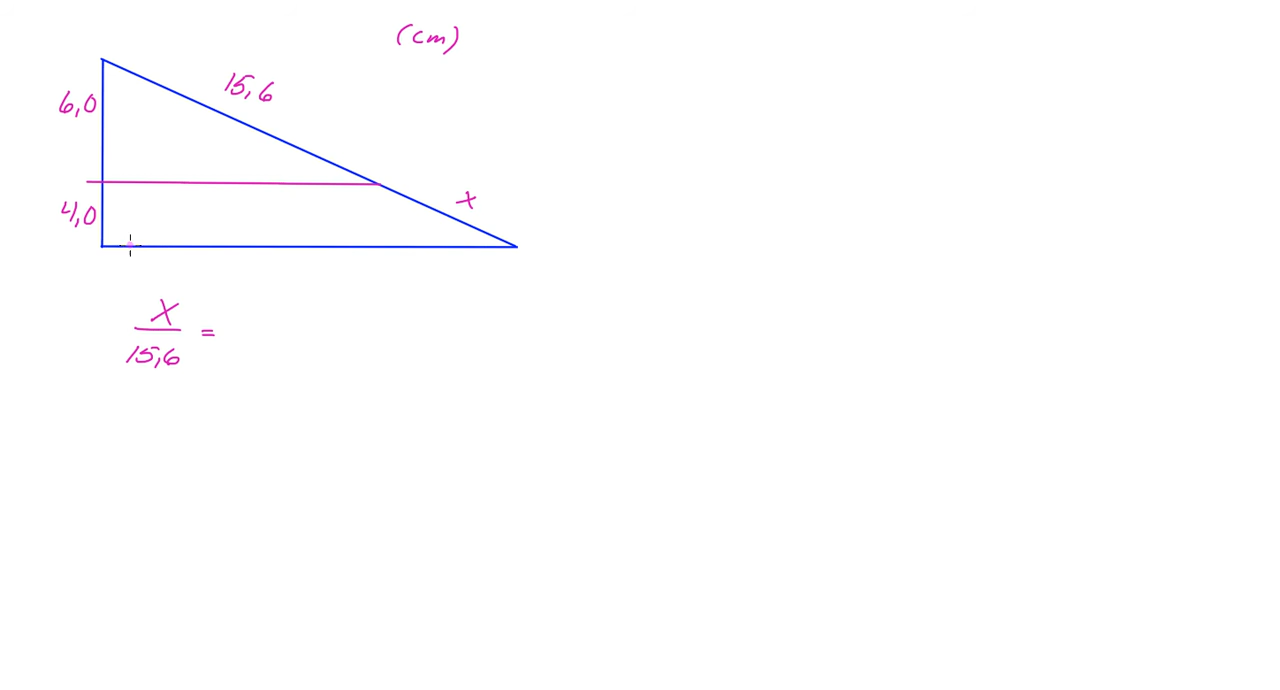 (cm)
15,6
6,0
x
4,0
x
15,6 =